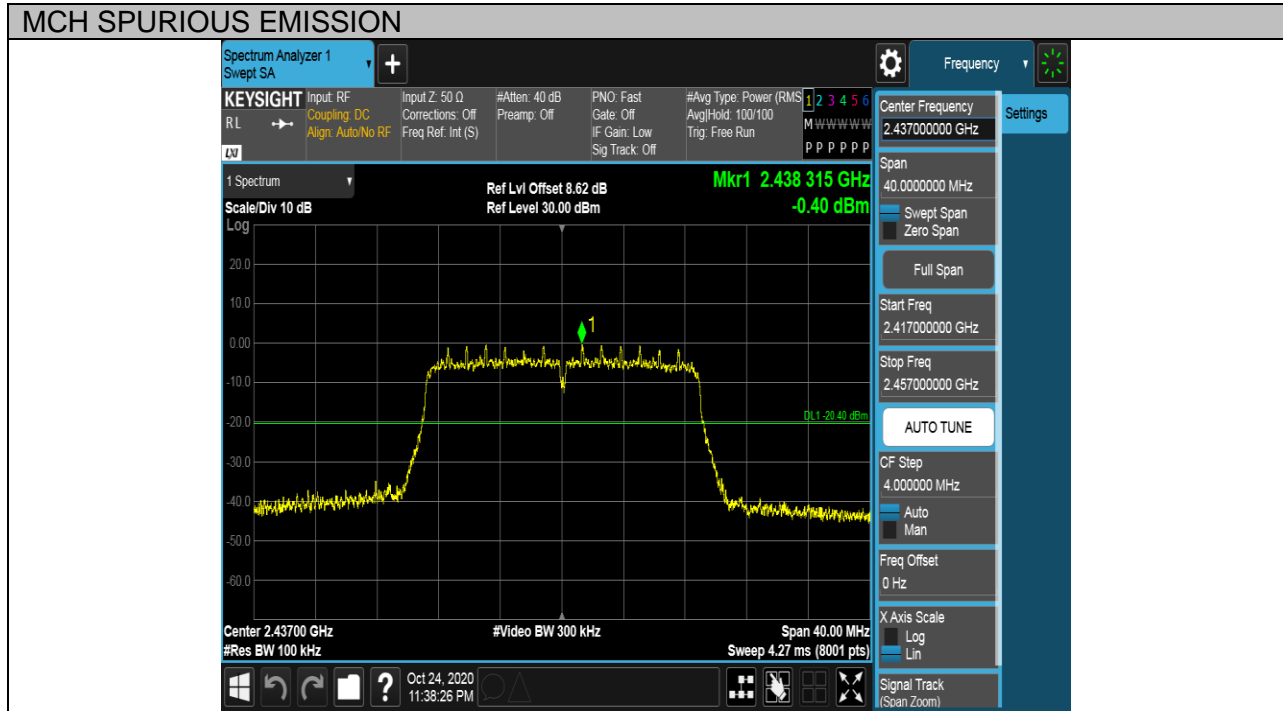 MCH SPURIOUS EMISSION
Spectrum Analyzer 1
Swept SA
+
Frequency
KEYSIGHT
RL
LXI
Input: RF
Coupling: DC
Align: Auto/No RF
Input Z: 50 Ω
Corrections: Off
Freq Ref: Int (S)
#Atten: 40 dB
Preamp: Off
PNO: Fast
Gate: Off
IF Gain: Low
Sig Track: Off
#Avg Type: Power (RMS
Avg|Hold: 100/100
Trig: Free Run
1 2 3 4 5 6
M W W W W W
P P P P P P
1 Spectrum
Scale/Div 10 dB
Log
Ref Lvl Offset 8.62 dB
Ref Level 30.00 dBm
Mkr1 2.438 315 GHz
-0.40 dBm
20.0
10.0
0.00
-10.0
-20.0
-30.0
-40.0
-50.0
-60.0
1
DL1 -20.40 dBm
Center 2.43700 GHz
#Res BW 100 kHz
#Video BW 300 kHz
Span 40.00 MHz
Sweep 4.27 ms (8001 pts)
?
Oct 24, 2020
11:38:26 PM
Center Frequency
2.437000000 GHz
Span
40.0000000 MHz
Swept Span
Zero Span
Full Span
Start Freq
2.417000000 GHz
Stop Freq
2.457000000 GHz
AUTO TUNE
CF Step
4.000000 MHz
Auto
Man
Freq Offset
0 Hz
X Axis Scale
Log
Lin
Signal Track
(Span Zoom)
Settings